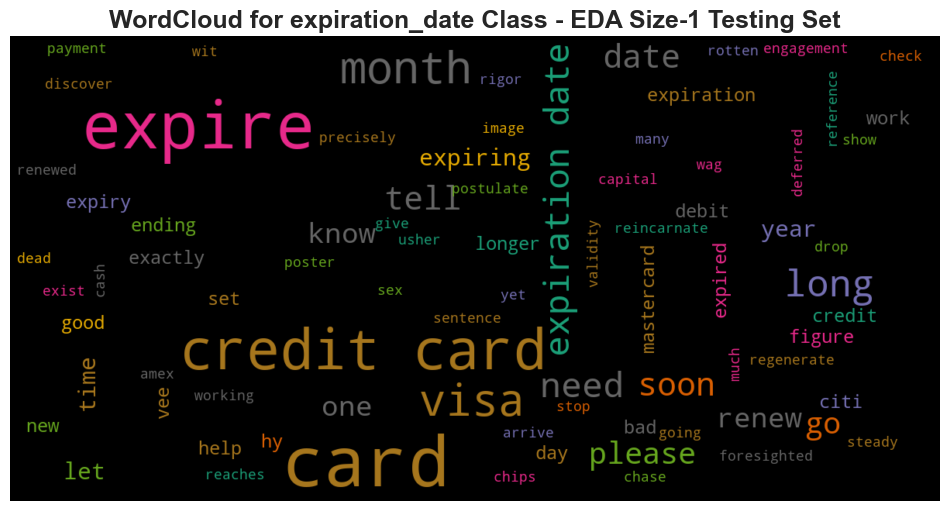 WordCloud for expiration_date Class - EDA Size-1 Testing Set
payment
wit
month
date
rotten
engagement
check
discover
rigor
expiration date
expiration
reference
work
expire
precisely
image
many
show
expiring
wag
deferred
renewed
capital
postulate
tell
expiry
debit
ending
know
give
usher
longer
reincarnate
year
validity
drop
dead
exactly
poster
cash
exist
set
sex
yet
mastercard
expired
long
good
sentence
credit
figure
credit card
much
regenerate
time
amex
working
vee
one
visa
need
soon
stop
citi
new
hy
help
arrive
bad
going
renew
go
steady
day
please
foresighted
let
reaches
card
chips
chase